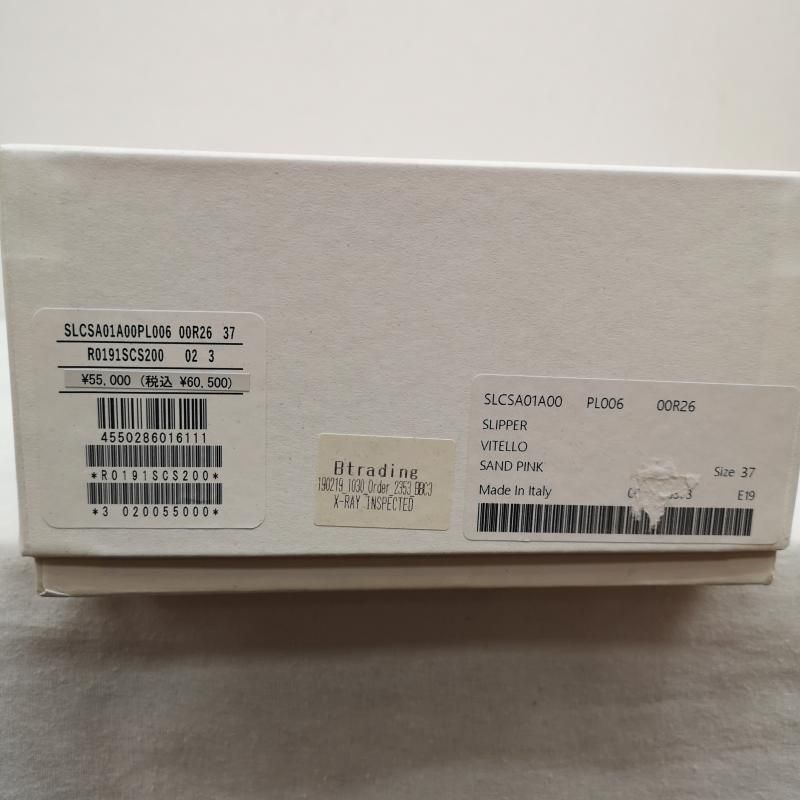 SLCSA01A00PL006 00R26 37
R0191SCS200 02 3
¥55,000 (税込 ¥60,500)
4550286016111
*R0191SCS200*
*3 020055000*
Btrading
190219 1030 Order 2353 BBC3
X-RAY INSPECTED
SLCSA01A00 PL006 00R26
SLIPPER
VITELLO
SAND PINK
Size 37
Made In Italy
E19